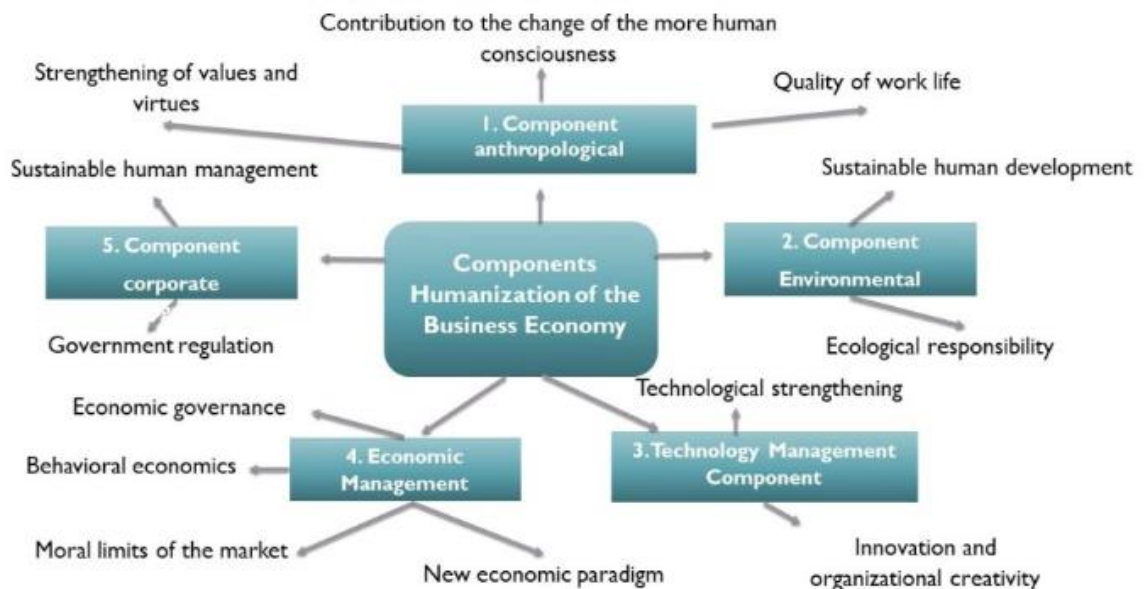 Contribution to the change of the more human
consciousness
Strengthening of values and
virtues
Quality of work life
1. Component
anthropological
Sustainable human management
Sustainable human development
5. Component
corporate
Components
Humanization of the
Business Economy
2. Component
Environmental
Government regulation
Ecological responsibility
Technological strengthening
Economic governance
Behavioral economics
4. Economic
Management
3.Technology Management
Component
Moral limits of the market
New economic paradigm
Innovation and
organizational creativity